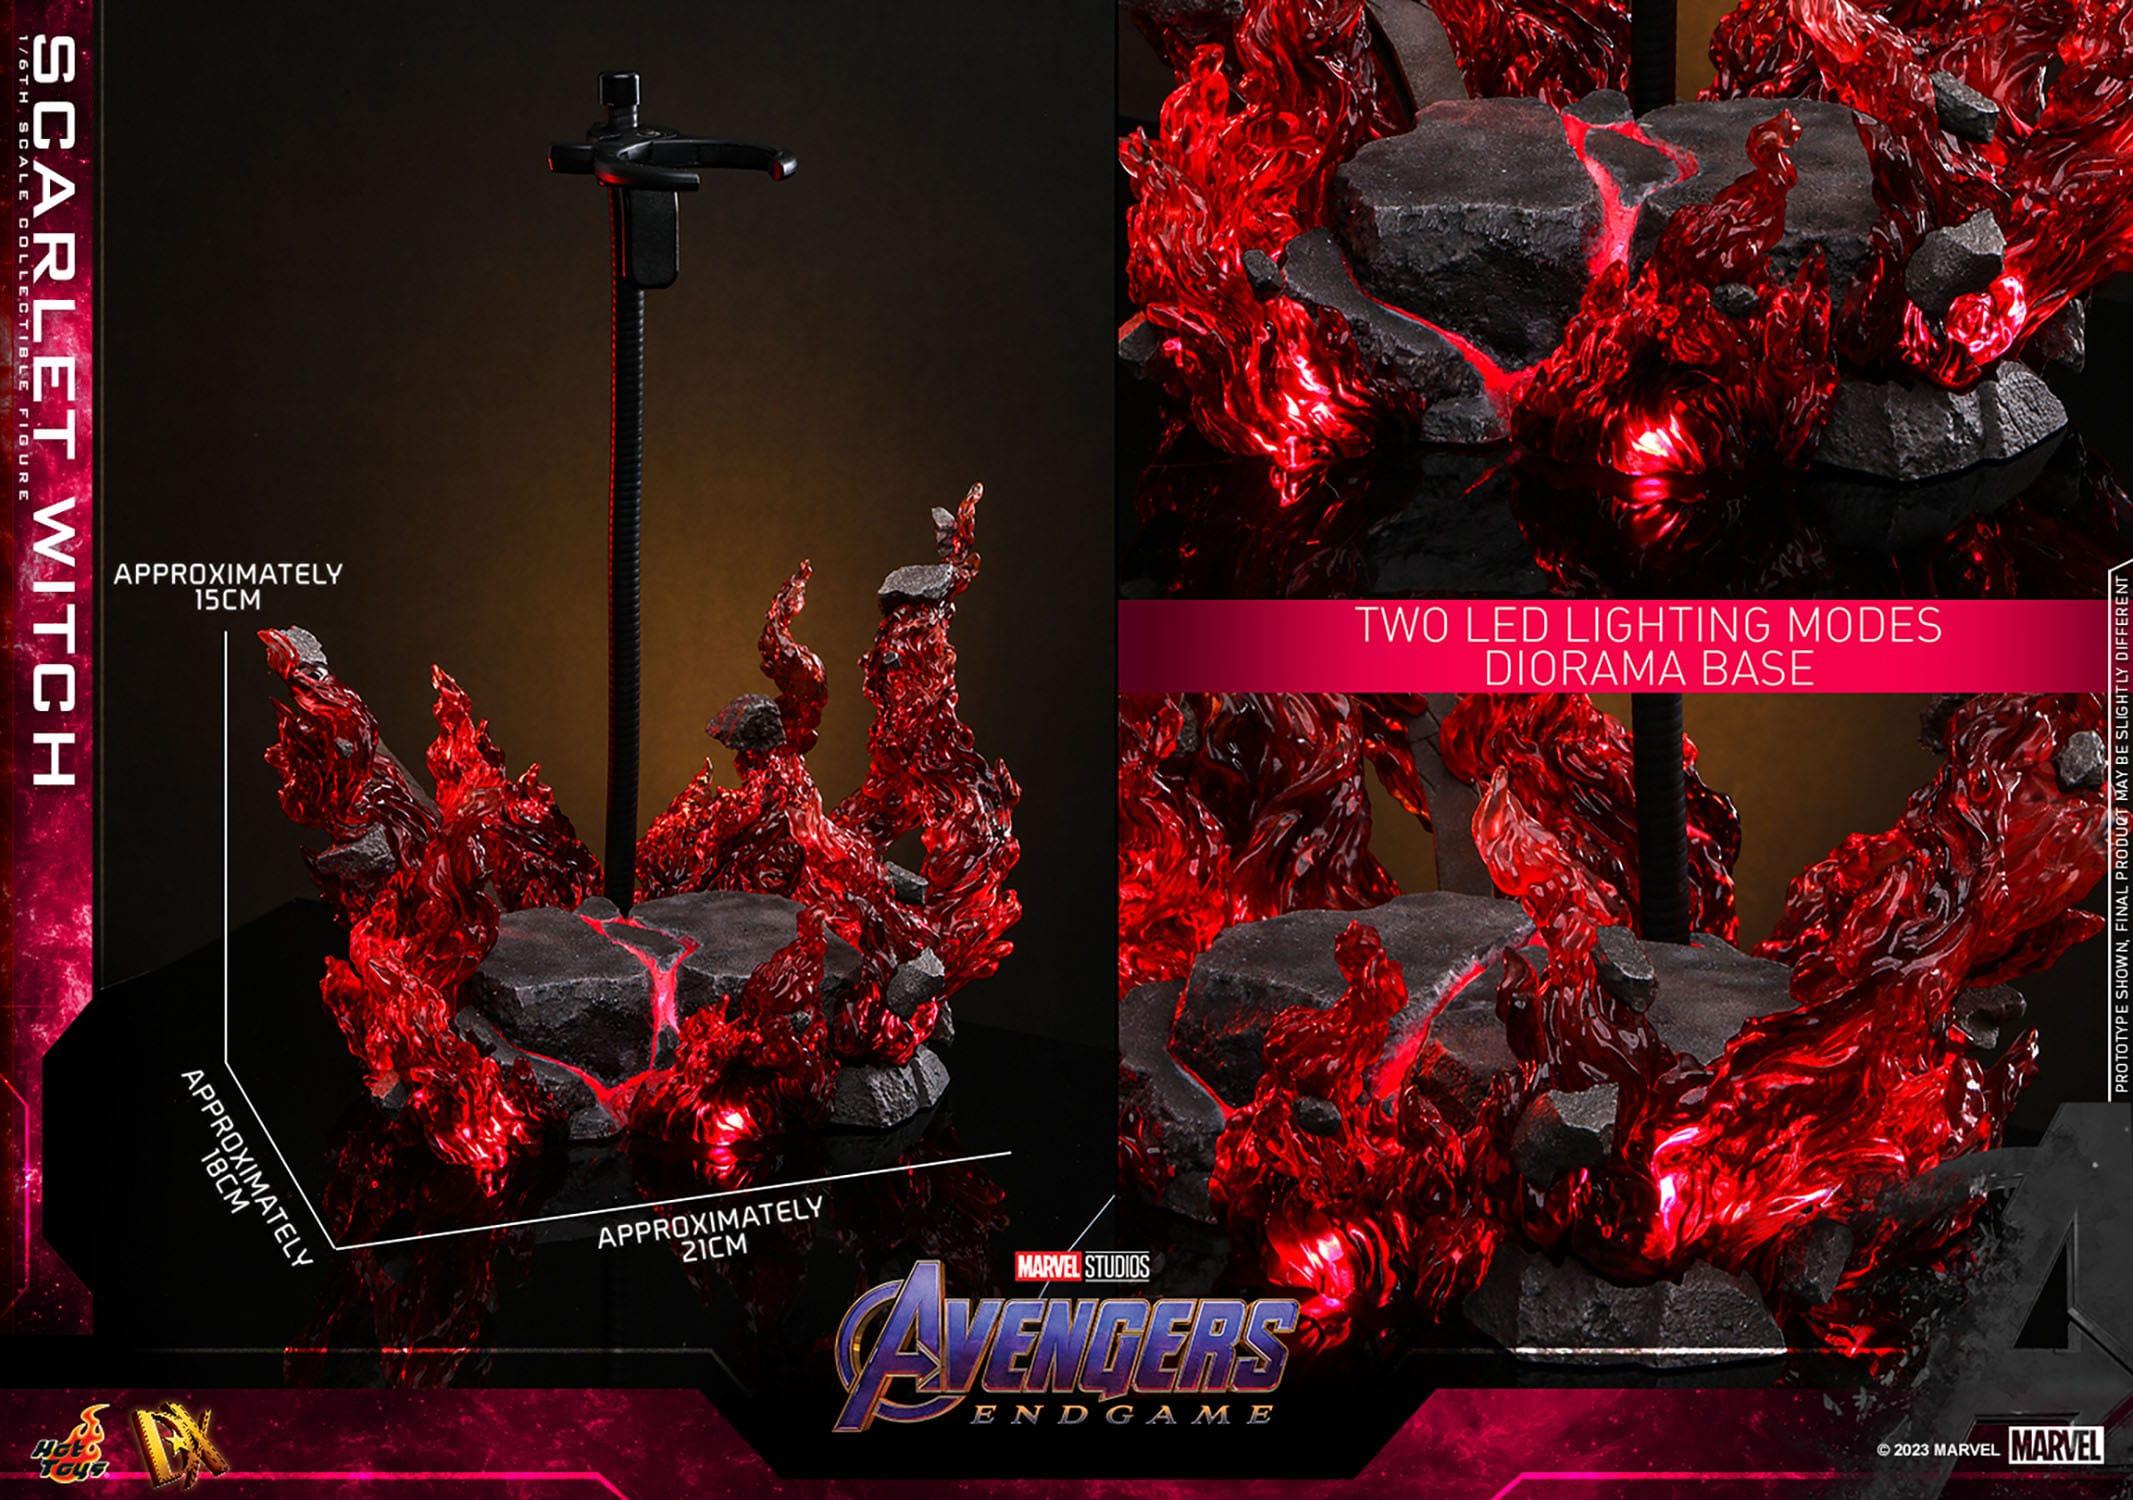 SCARLET WITCH
1/6TH SCALE COLLECTIBLE FIGURE
APPROXIMATELY
15CM
APPROXIMATELY
18CM
APPROXIMATELY
21CM
TWO LED LIGHTING MODES
DIORAMA BASE
PROTOTYPE SHOWN, FINAL PRODUCT MAY BE SLIGHTLY DIFFERENT
MARVEL STUDIOS
AVENGERS
ENDGAME
Hot Toys
DX
© 2023 MARVEL MARVEL